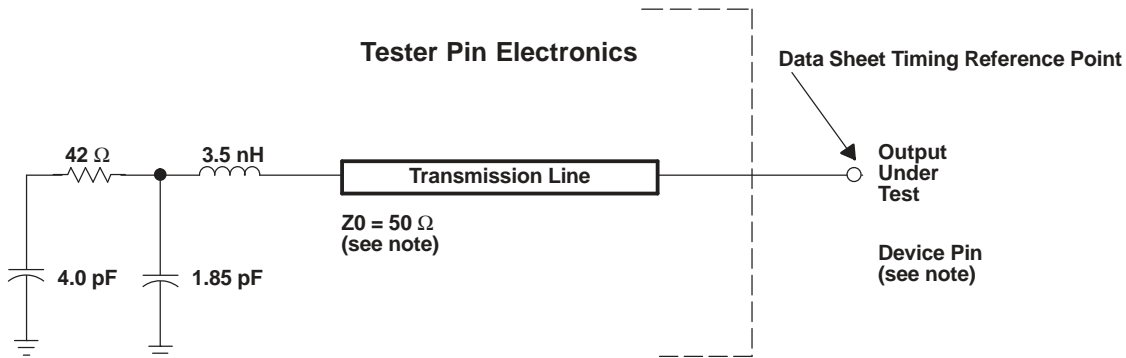 Tester Pin Electronics
Data Sheet Timing Reference Point
42 Ω
3.5 nH
Transmission Line
Output
Under
Test
Z0 = 50 Ω
(see note)
Device Pin
(see note)
4.0 pF
1.85 pF